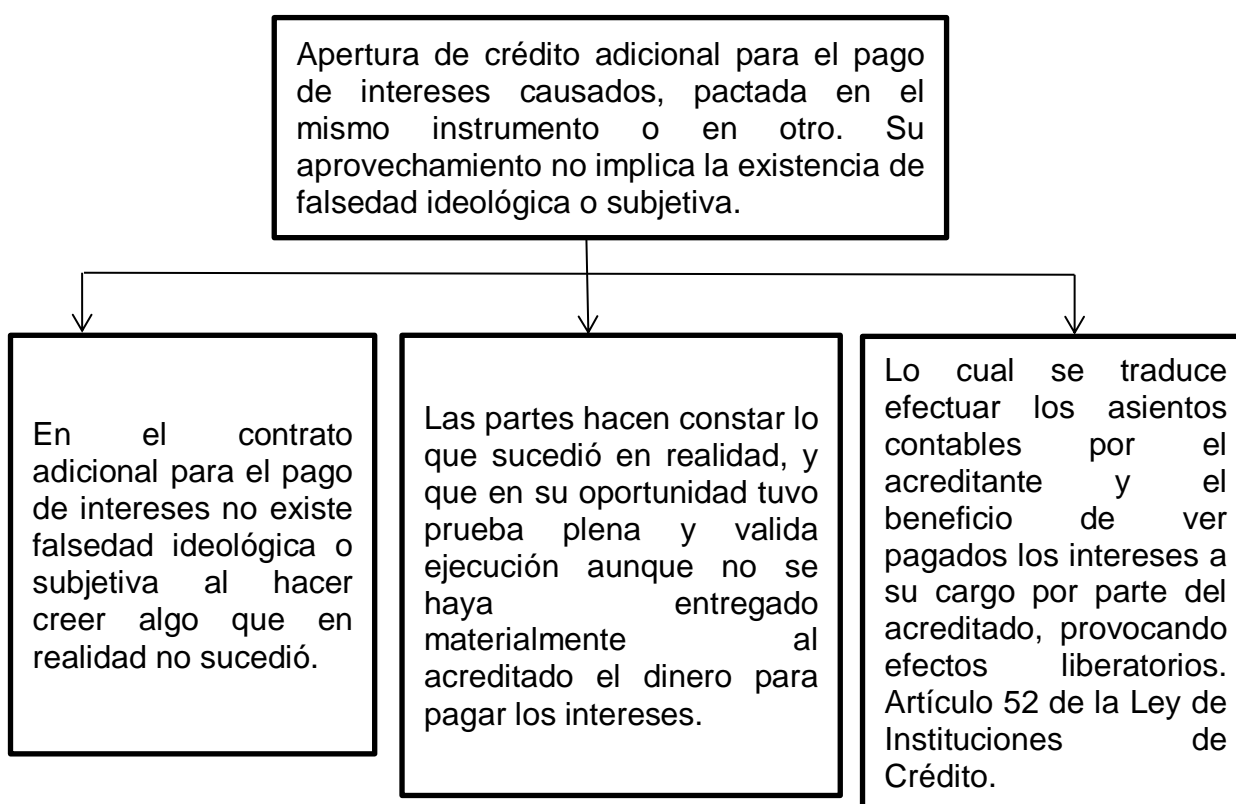 Apertura de crédito adicional para el pago
de intereses causados, pactada en el
mismo instrumento o en otro. Su
aprovechamiento no implica la existencia de
falsedad ideológica o subjetiva.
En el contrato
adicional para el pago
de intereses no existe
falsedad ideológica o
subjetiva al hacer
creer algo que en
realidad no sucedió.
Las partes hacen constar lo
que sucedió en realidad, y
que en su oportunidad tuvo
prueba plena y valida
ejecución aunque no se
haya entregado
materialmente al
acreditado el dinero para
pagar los intereses.
Lo cual se traduce
efectuar los asientos
contables por el
acreditante y el
beneficio de ver
pagados los intereses a
su cargo por parte del
acreditado, provocando
efectos liberatorios.
Artículo 52 de la Ley de
Instituciones de
Crédito.